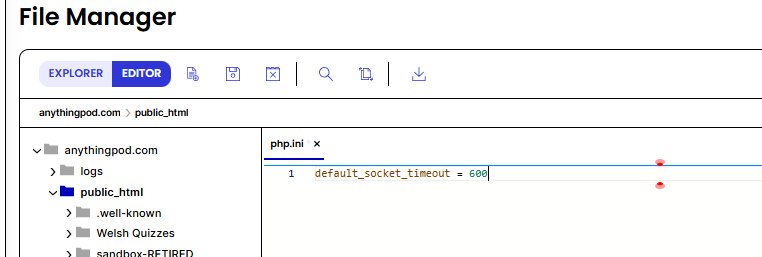 File Manager
EXPLORER EDITOR
anythingpod.com > public_html
anythingpod.com
logs
public_html
.well-known
Welsh Quizzes
sandbox-RETIRED
php.ini × 
1 default_socket_timeout = 600